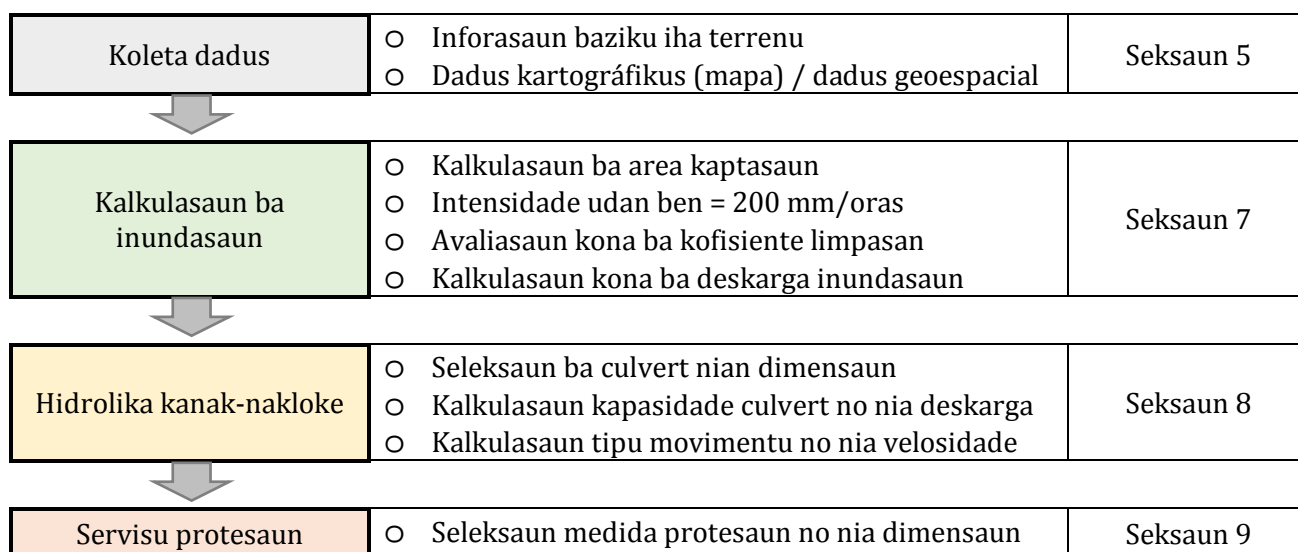 Koleta dadus
o Inforasaun baziku iha terrenu
o Dadus kartográfikus (mapa) / dadus geoespacial
Seksaun 5
Kalkulasaun ba
inundasaun
o Kalkulasaun ba area kaptasaun
o Intensidade udan ben = 200 mm/oras
o Avaliasaun kona ba kofisiente limpasan
o Kalkulasaun kona ba deskarga inundasaun
Seksaun 7
Hidrolika kanak-nakloke
o Seleksaun ba culvert nian dimensaun
o Kalkulasaun kapasidade culvert no nia deskarga
o Kalkulasaun tipu movimentu no nia velosidade
Seksaun 8
Servisu protesaun
o Seleksaun medida protesaun no nia dimensaun
Seksaun 9